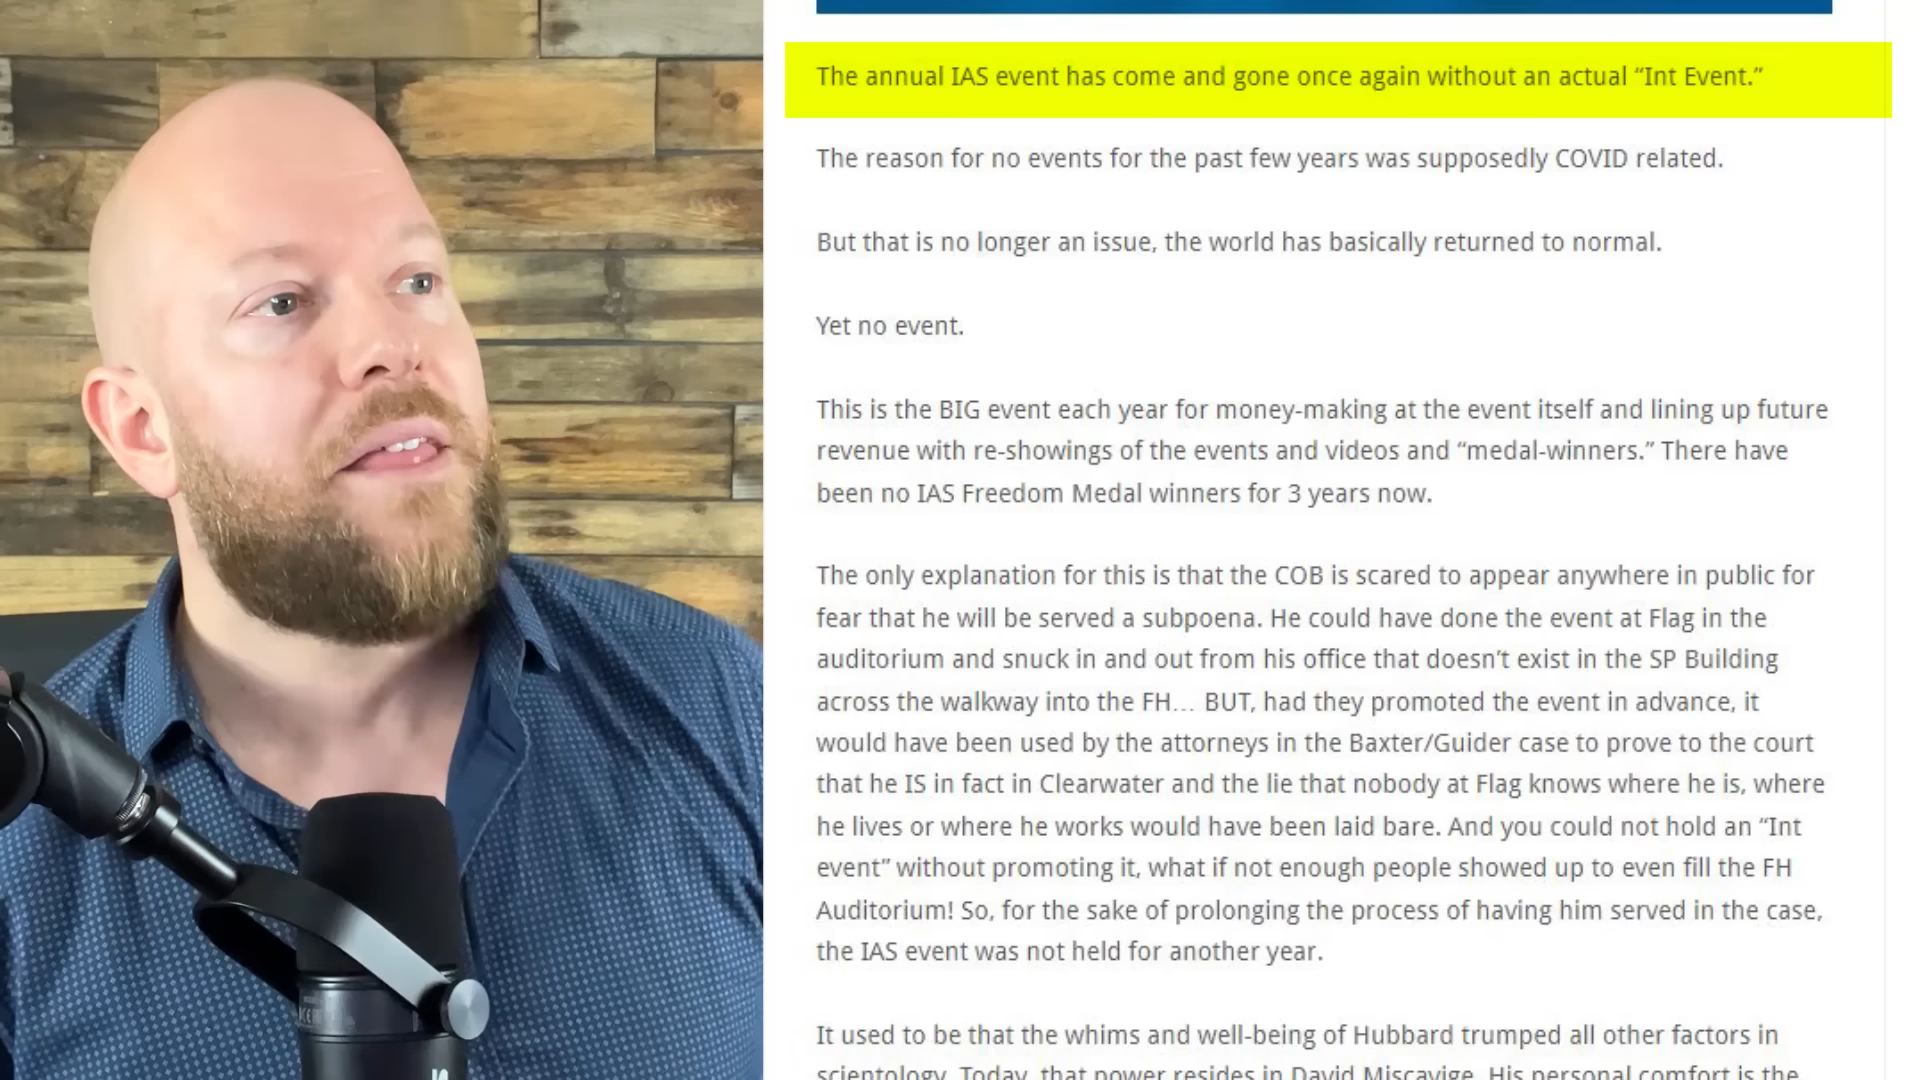 The annual IAS event has come and gone once again without an actual “Int Event.”
The reason for no events for the past few years was supposedly COVID related.
But that is no longer an issue, the world has basically returned to normal.
Yet no event.
This is the BIG event each year for money-making at the event itself and lining up future
revenue with re-showings of the events and videos and “medal-winners.” There have
been no IAS Freedom Medal winners for 3 years now.
The only explanation for this is that the COB is scared to appear anywhere in public for
fear that he will be served a subpoena. He could have done the event at Flag in the
auditorium and snuck in and out from his office that doesn’t exist in the SP Building
across the walkway into the FH… BUT, had they promoted the event in advance, it
would have been used by the attorneys in the Baxter/Guider case to prove to the court
that he IS in fact in Clearwater and the lie that nobody at Flag knows where he is, where
he lives or where he works would have been laid bare. And you could not hold an “Int
event” without promoting it, what if not enough people showed up to even fill the FH
Auditorium! So, for the sake of prolonging the process of having him served in the case,
the IAS event was not held for another year.
It used to be that the whims and well-being of Hubbard trumped all other factors in
scientology. Today, that power resides in David Miscavige. His personal comfort is the